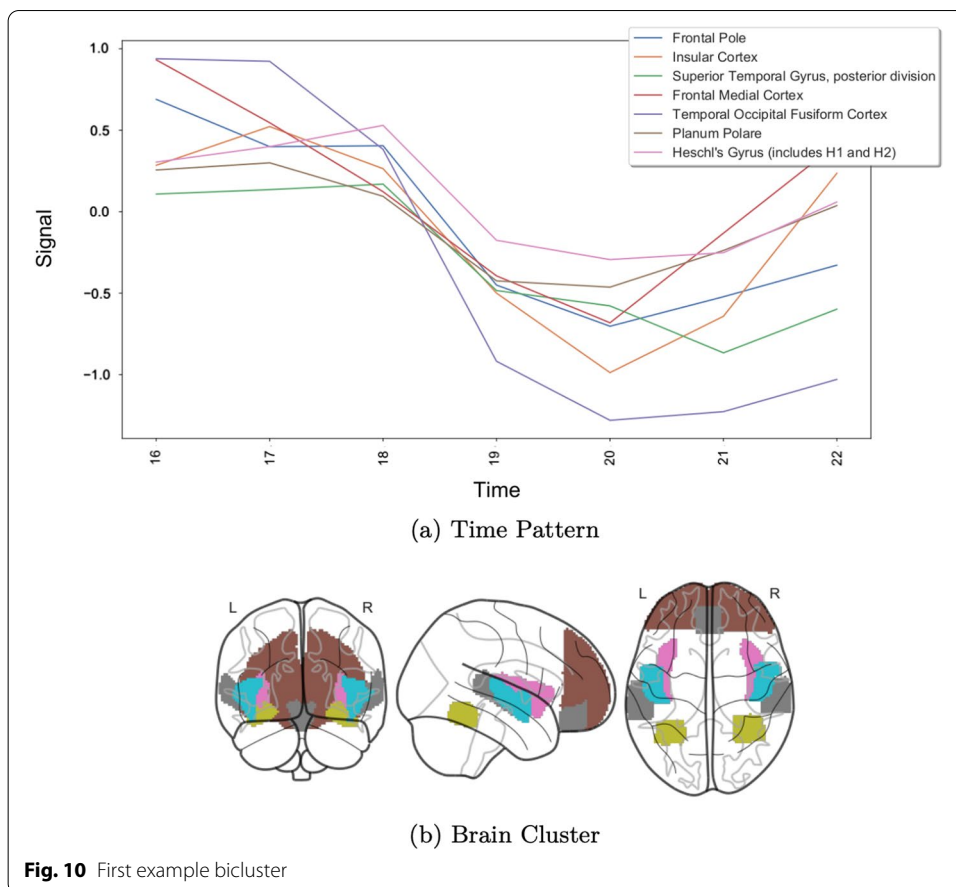 Frontal Pole
Insular Cortex
Superior Temporal Gyrus, posterior division
Frontal Medial Cortex
Temporal Occipital Fusiform Cortex
Planum Polare
Heschl's Gyrus (includes H1 and H2)
1.0
0.5
0.0
−0.5
−1.0
Signal
16
17
18
19
20
21
22
Time
(a) Time Pattern
L
R
L
R
(b) Brain Cluster
Fig. 10 First example bicluster